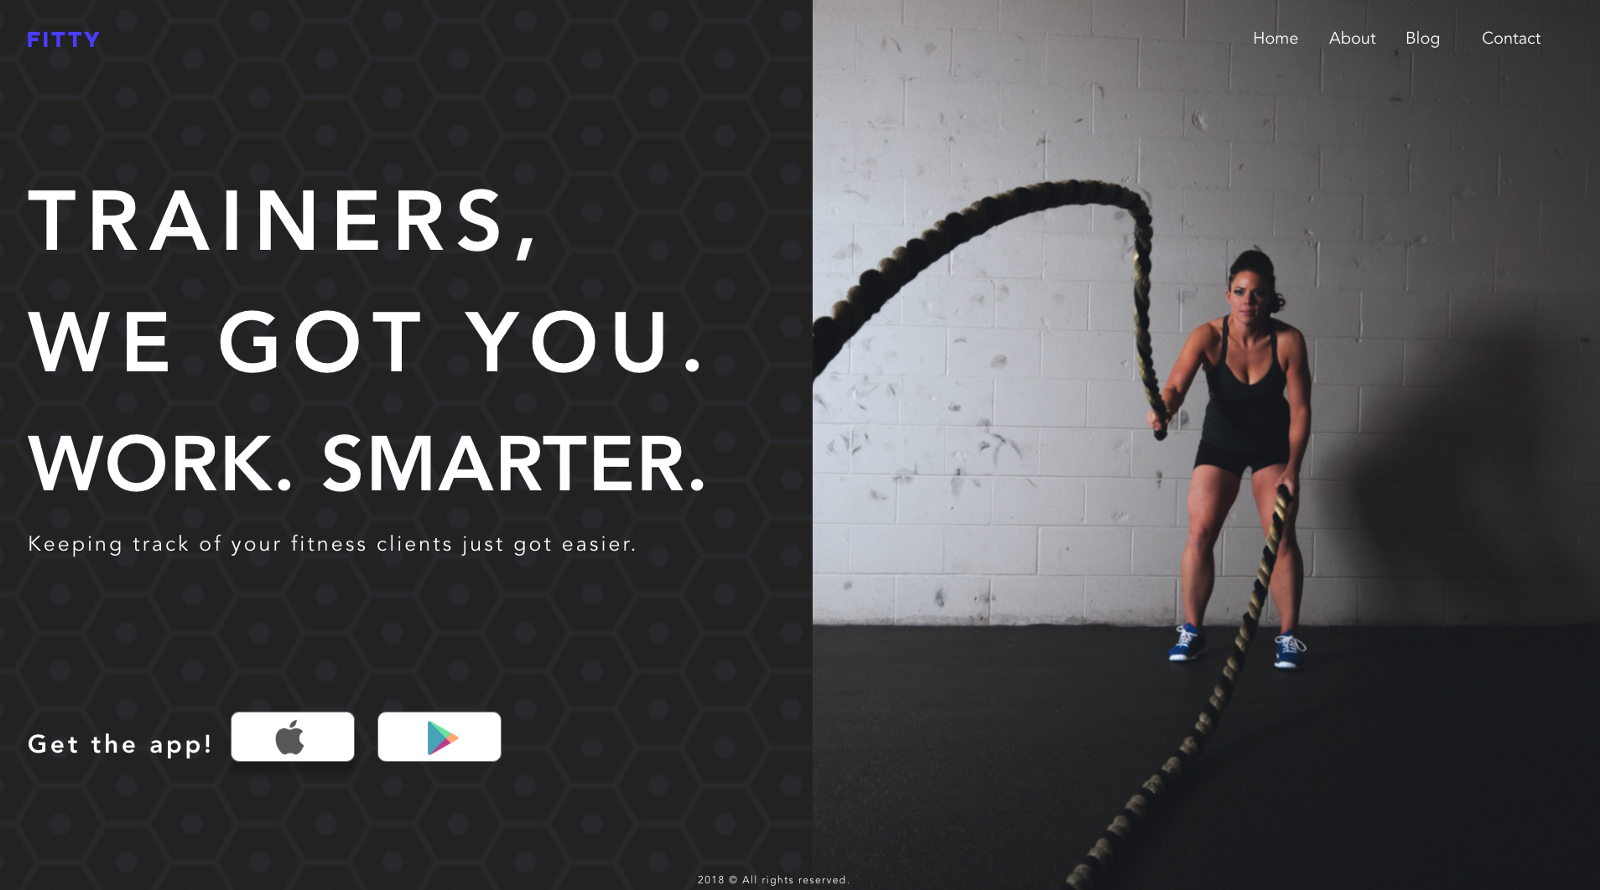 FITTY
Home About Blog Contact
TRAINERS,
WE GOT YOU.
WORK. SMARTER.
Keeping track of your fitness clients just got easier.
Get the app!
2018 © All rights reserved.